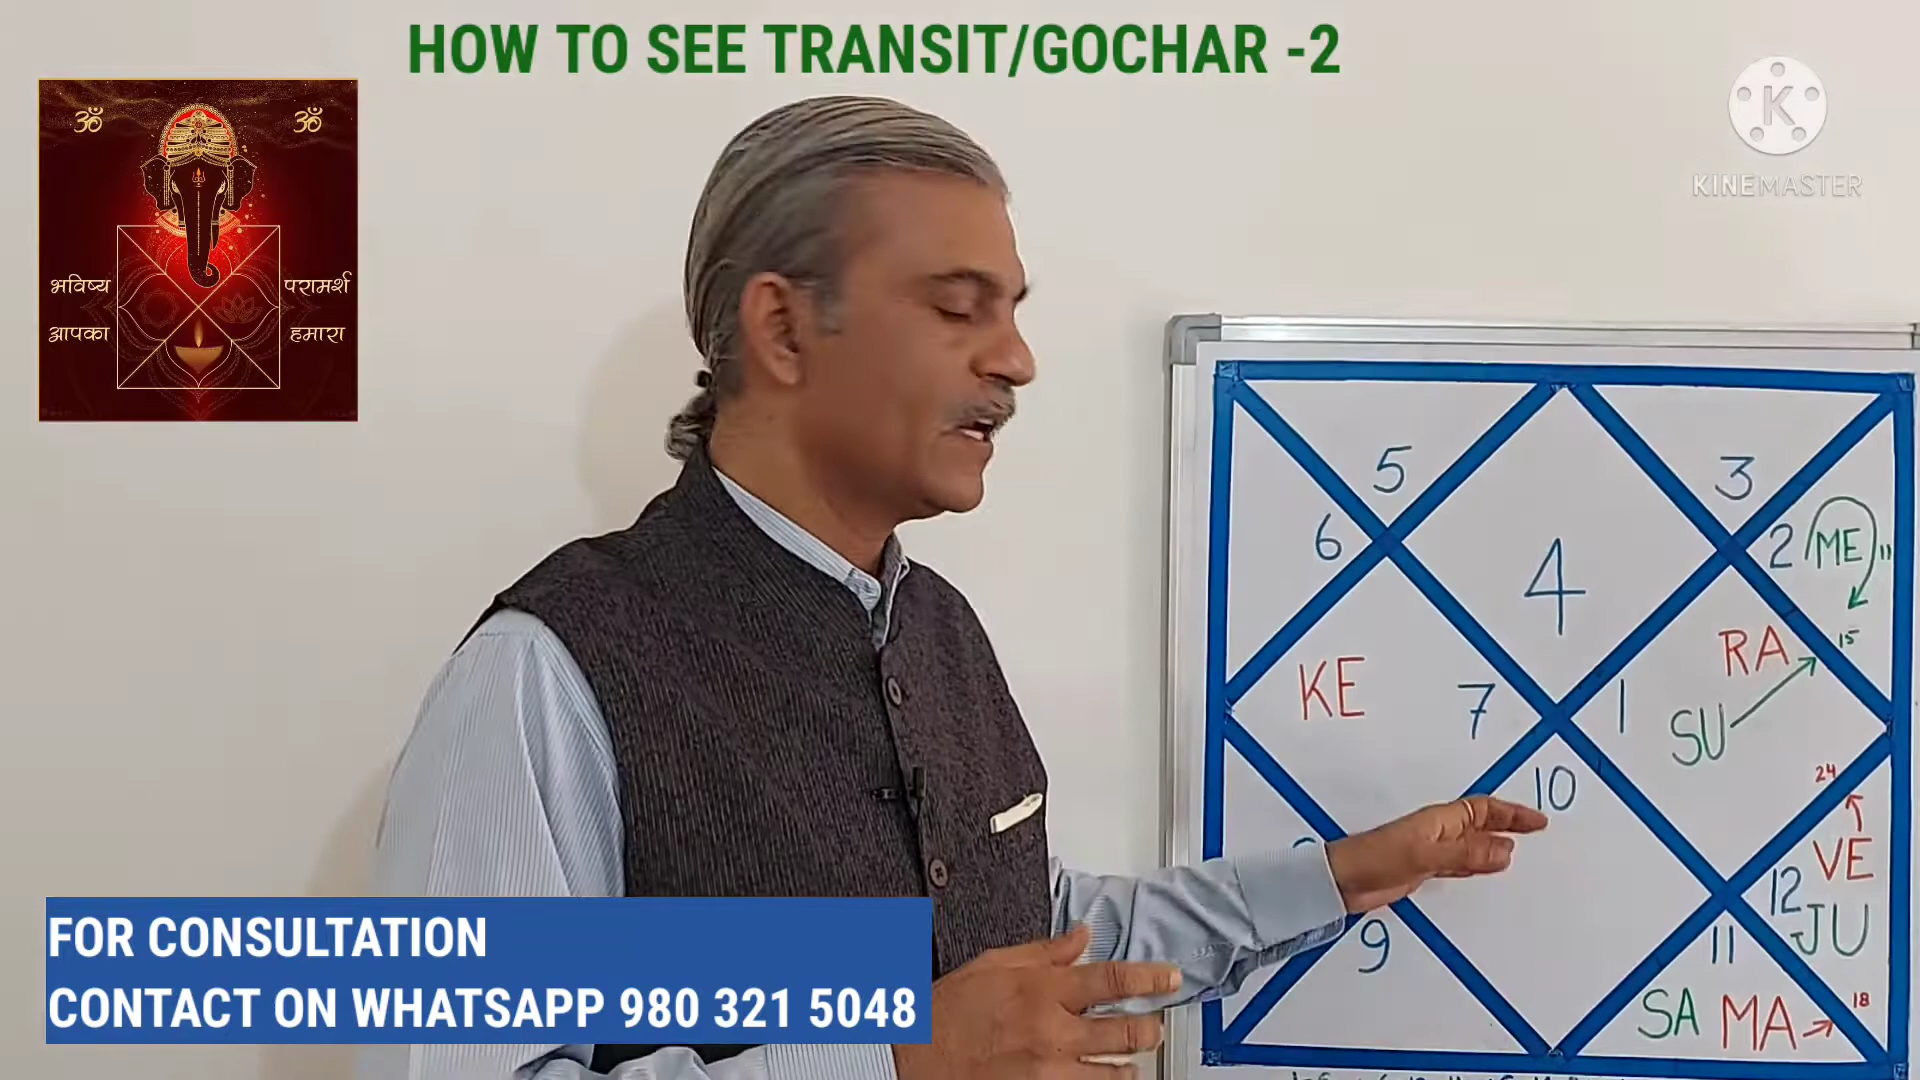 HOW TO SEE TRANSIT/GOCHAR -2
K
KINEMASTER
ॐ ॐ
भविष्य परामर्श
आपका हमारा
5 3
6 4 2 ME 11
15
KE 7 1 RA
SU
10 24
VE
12
9 11 JU
SA MA 18
FOR CONSULTATION
CONTACT ON WHATSAPP 980 321 5048